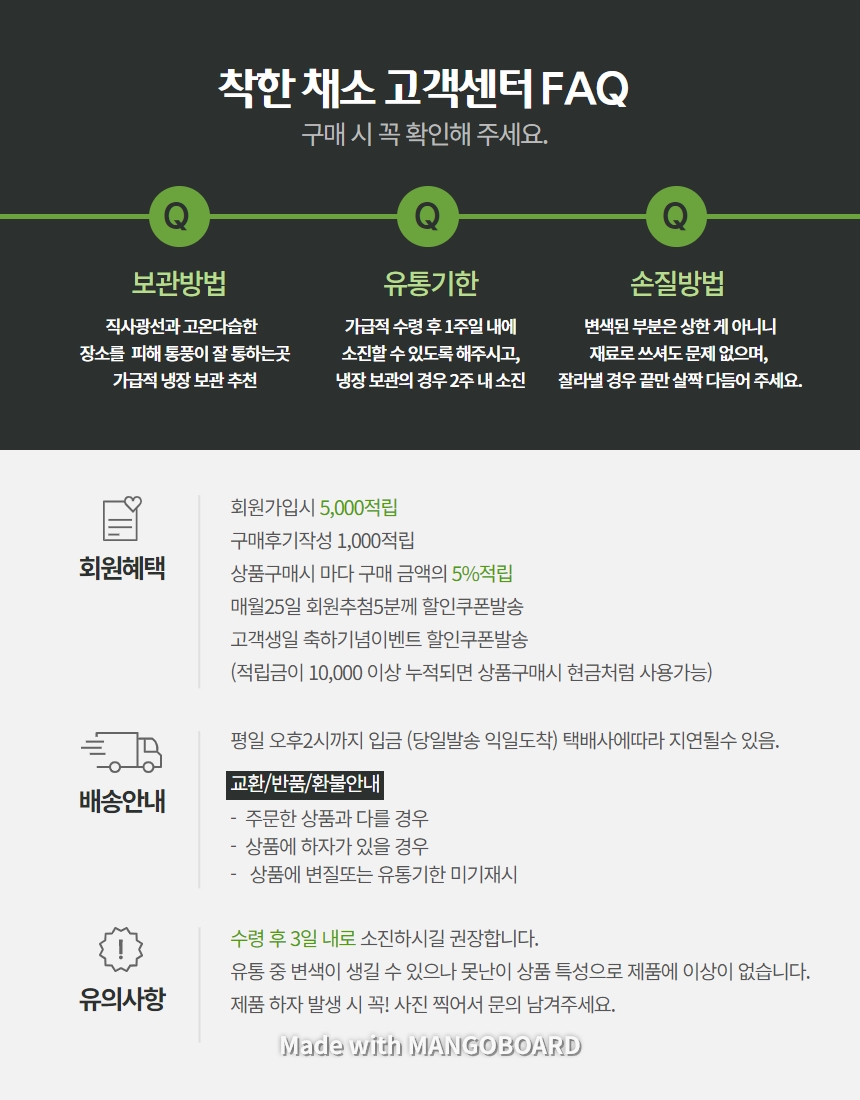 착한 채소 고객센터 FAQ
구매 시 꼭 확인해 주세요.
Q Q Q
보관방법
직사광선과 고온다습한
장소를 피해 통풍이 잘 통하는곳
가급적 냉장 보관 추천
유통기한
가급적 수령 후 1주일 내에
소진할 수 있도록 해주시고,
냉장 보관의 경우 2주 내 소진
손질방법
변색된 부분은 상한 게 아니니
재료로 쓰셔도 문제 없으며,
잘라낼 경우 끝만 살짝 다듬어 주세요.
회원혜택
회원가입시 5,000적립
구매후기작성 1,000적립
상품구매시 마다 구매 금액의 5%적립
매월25일 회원추첨5분께 할인쿠폰발송
고객생일 축하기념이벤트 할인쿠폰발송
(적립금이 10,000 이상 누적되면 상품구매시 현금처럼 사용가능)
배송안내
평일 오후2시까지 입금 (당일발송 익일도착) 택배사에따라 지연될수 있음.
교환/반품/환불안내
- 주문한 상품과 다를 경우
- 상품에 하자가 있을 경우
- 상품에 변질또는 유통기한 미기재시
유의사항
수령 후 3일 내로 소진하시길 권장합니다.
유통 중 변색이 생길 수 있으나 못난이 상품 특성으로 제품에 이상이 없습니다.
제품 하자 발생 시 꼭! 사진 찍어서 문의 남겨주세요.
Made with MANGOBOARD